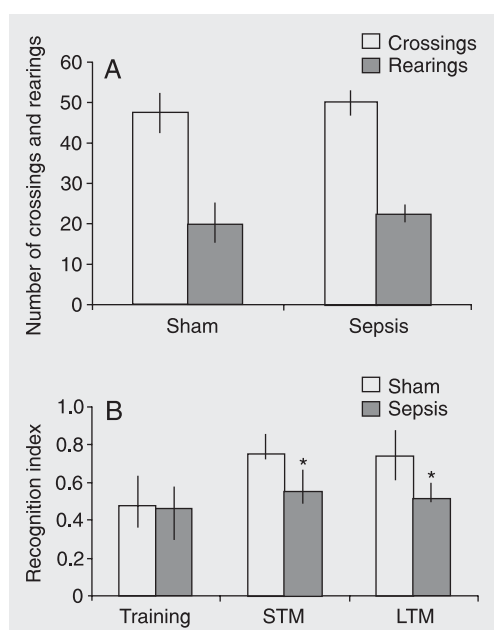 A
Crossings
Rearings
Number of crossings and rearings
60
50
40
30
20
10
0
Sham
Sepsis
B
Sham
Sepsis
Recognition index
1.0
0.8
0.6
0.4
0.2
0
*
*
Training
STM
LTM